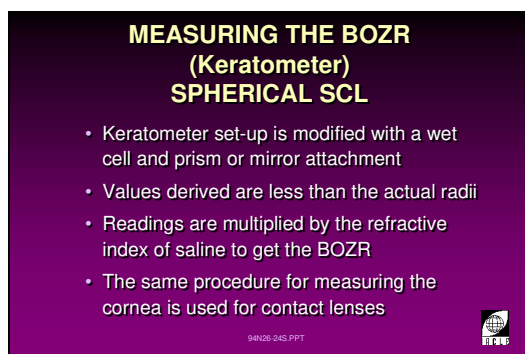 MEASURING THE BOZR
(Keratometer)
SPHERICAL SCL
• Keratometer set-up is modified with a wet
cell and prism or mirror attachment
• Values derived are less than the actual radii
• Readings are multiplied by the refractive
index of saline to get the BOZR
• The same procedure for measuring the
cornea is used for contact lenses
94N26-24S.PPT
IACLE